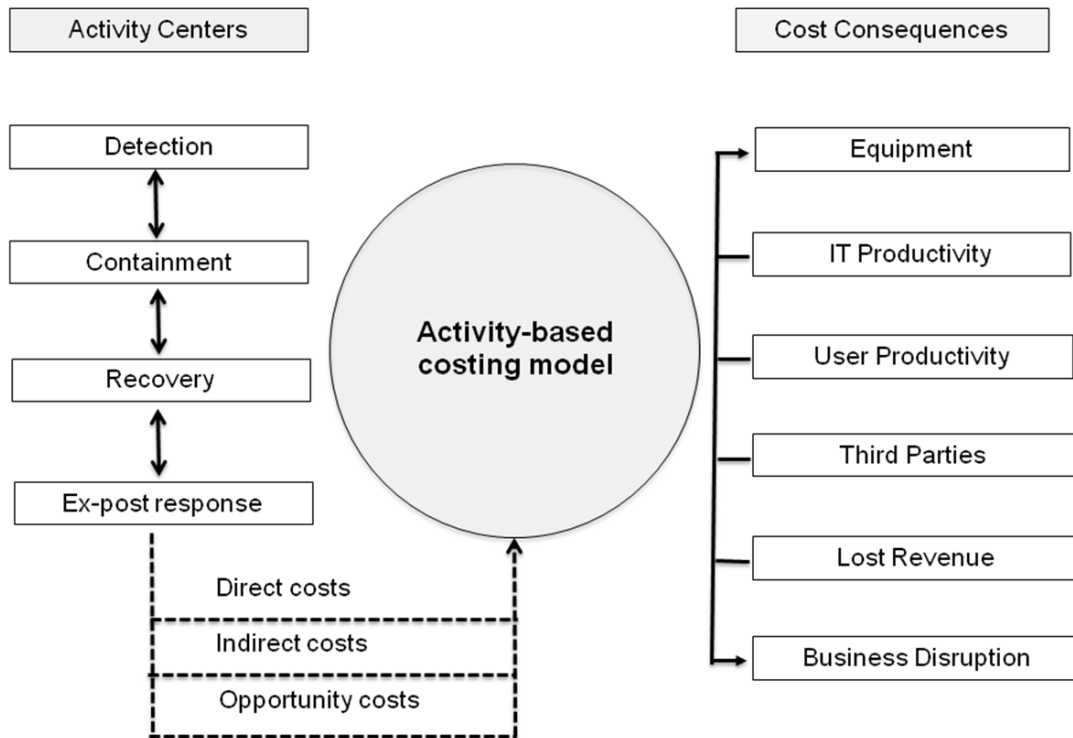 Activity Centers
Cost Consequences
Detection
Containment
Recovery
Ex-post response
Direct costs
Indirect costs
Opportunity costs
Activity-based
costing model
Equipment
IT Productivity
User Productivity
Third Parties
Lost Revenue
Business Disruption